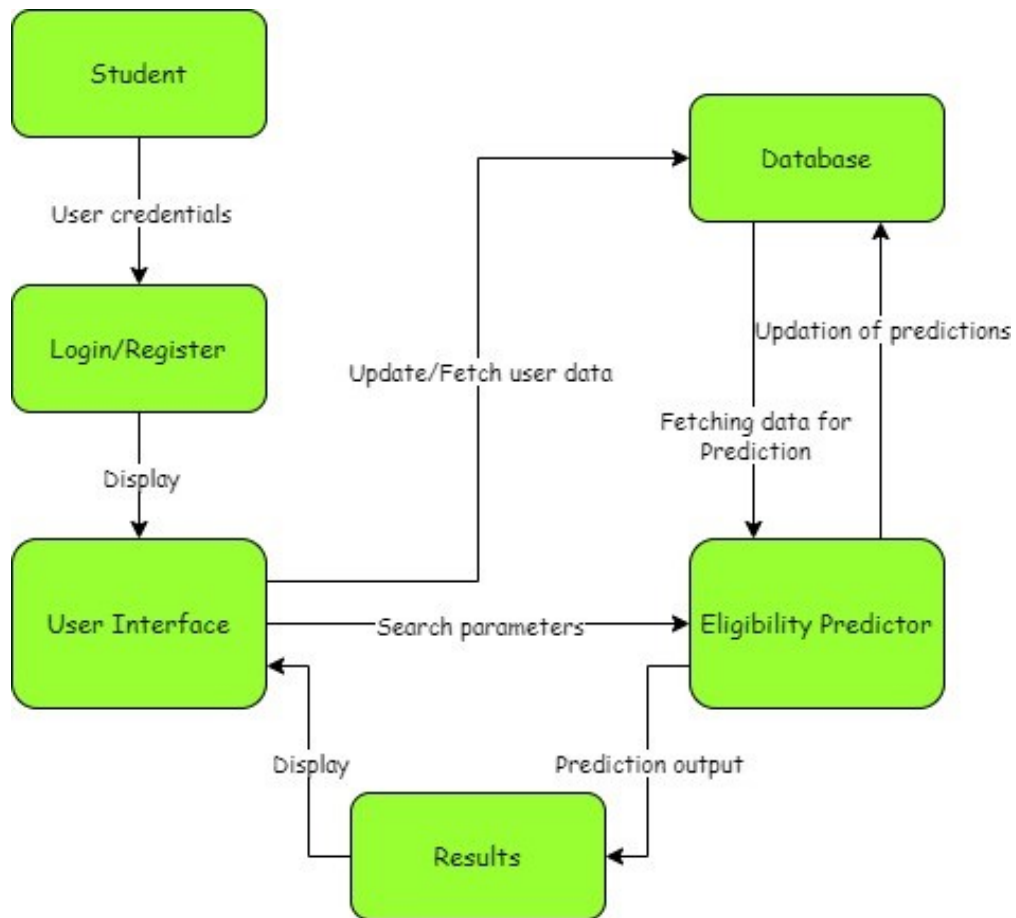 Student
Database
User credentials
Login/Register
Updation of predictions
Update/Fetch user data
Fetching data for
Prediction
Display
User Interface
Search parameters
Eligibility Predictor
Display
Prediction output
Results